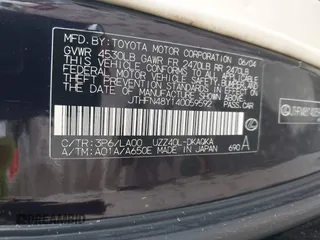 MFD.BY:TOYOTA MOTOR CORPORATION 06/04
GVWR 4530LB GAWR FR 2470LB RR 2470LB
THIS VEHICLE CONFORMS TO ALL APPLICABLE
FEDERAL MOTOR VEHICLE SAFETY, BUMPER, AND
THEFT PREVENTION STANDARDS IN EFFECT ON
THE DATE OF MANUFACTURE SHOWN ABOVE.
JTHFN48Y140059592
C/TR:3P6/LA00 UZZ40L-DKAQKA
A/TM:A01A/A650E MADE IN JAPAN 690 A